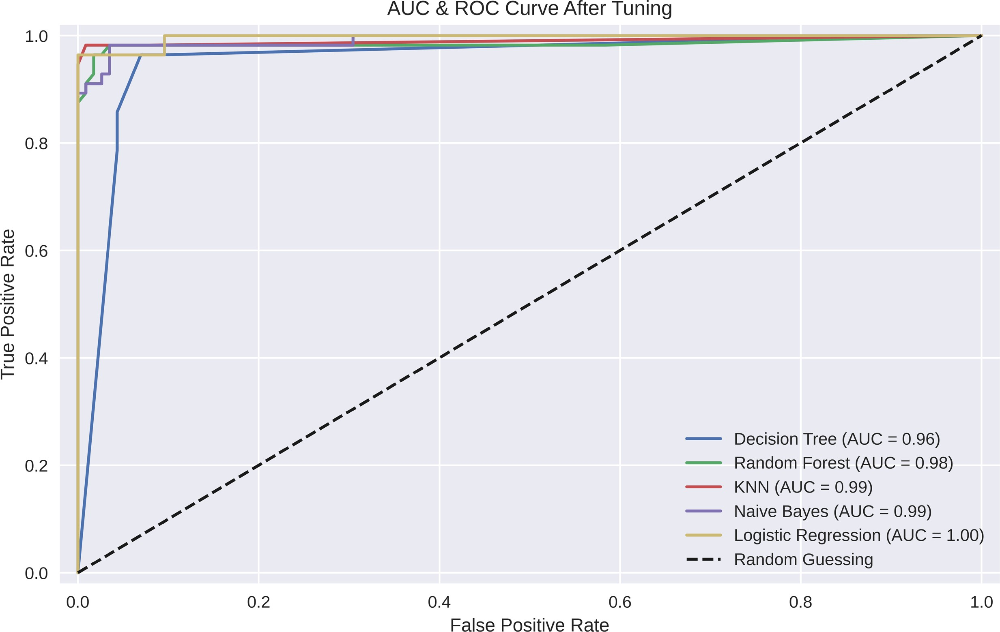 AUC & ROC Curve After Tuning
True Positive Rate
1.0
0.8
0.6
0.4
0.2
0.0
Decision Tree (AUC = 0.96)
Random Forest (AUC = 0.98)
KNN (AUC = 0.99)
Naive Bayes (AUC = 0.99)
Logistic Regression (AUC = 1.00)
Random Guessing
0.0 0.2 0.4 0.6 0.8 1.0
False Positive Rate